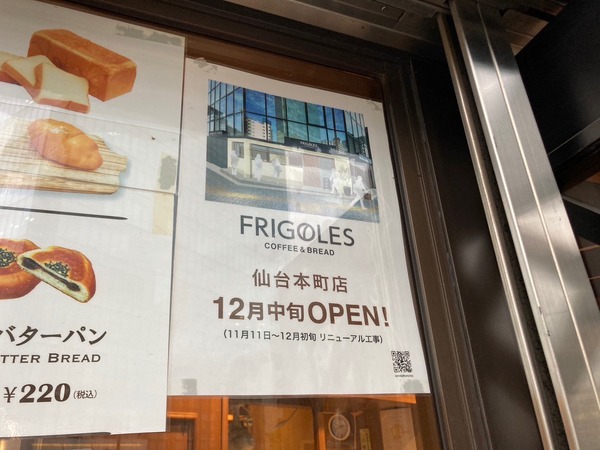 バターパン
TTER BREAD
¥220(税込)
FRIGOLES
FRIGOLES
COFFEE & BREAD
仙台本町店
12月中旬OPEN!
(11月11日〜12月初旬 リニューアル工事)